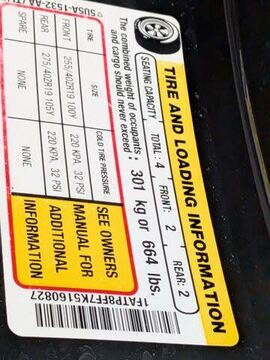 TIRE AND LOADING INFORMATION
SEATING CAPACITY TOTAL: 4 FRONT: 2 REAR: 2
The combined weight of occupants
and cargo should never exceed: 301 kg or 664 lbs.
TIRE SIZE COLD TIRE PRESSURE
FRONT 255/40ZR19 100Y 220 KPA, 32 PSI
REAR 275/40ZR19 105Y 220 KPA, 32 PSI
SPARE NONE NONE
SEE OWNERS
MANUAL FOR
ADDITIONAL
INFORMATION
5U5A-1532-AA
1FATP8FF7K5160827